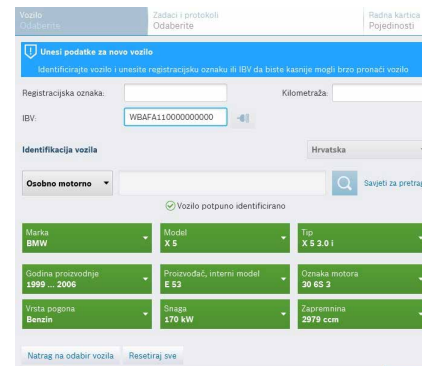 Vozilo Zadaci i protokoli Radna kartica
Odaberite Odaberite Pojedinosti
Unesi podatke za novo vozilo
Identificirajte vozilo i unesite registracijsku oznaku ili IBV da biste kasnije mogli brzo pronaći vozilo
Registracijska oznaka: Kilometraža:
IBV: WBAFA110000000000
Identifikacija vozila Hrvatska
Osobno motorno Savjeti za pretrag
Vozilo potpuno identificirano
Marka Model Tip
BMW X 5 X 5 3.0 i
Godina proizvodnje Proizvođač, interni model Oznaka motora
1999 ... 2006 E 53 30 6S 3
Vrsta pogona Snaga Zapremnina
Benzin 170 kW 2979 ccm
Natrag na odabir vozila Resetiraj sve